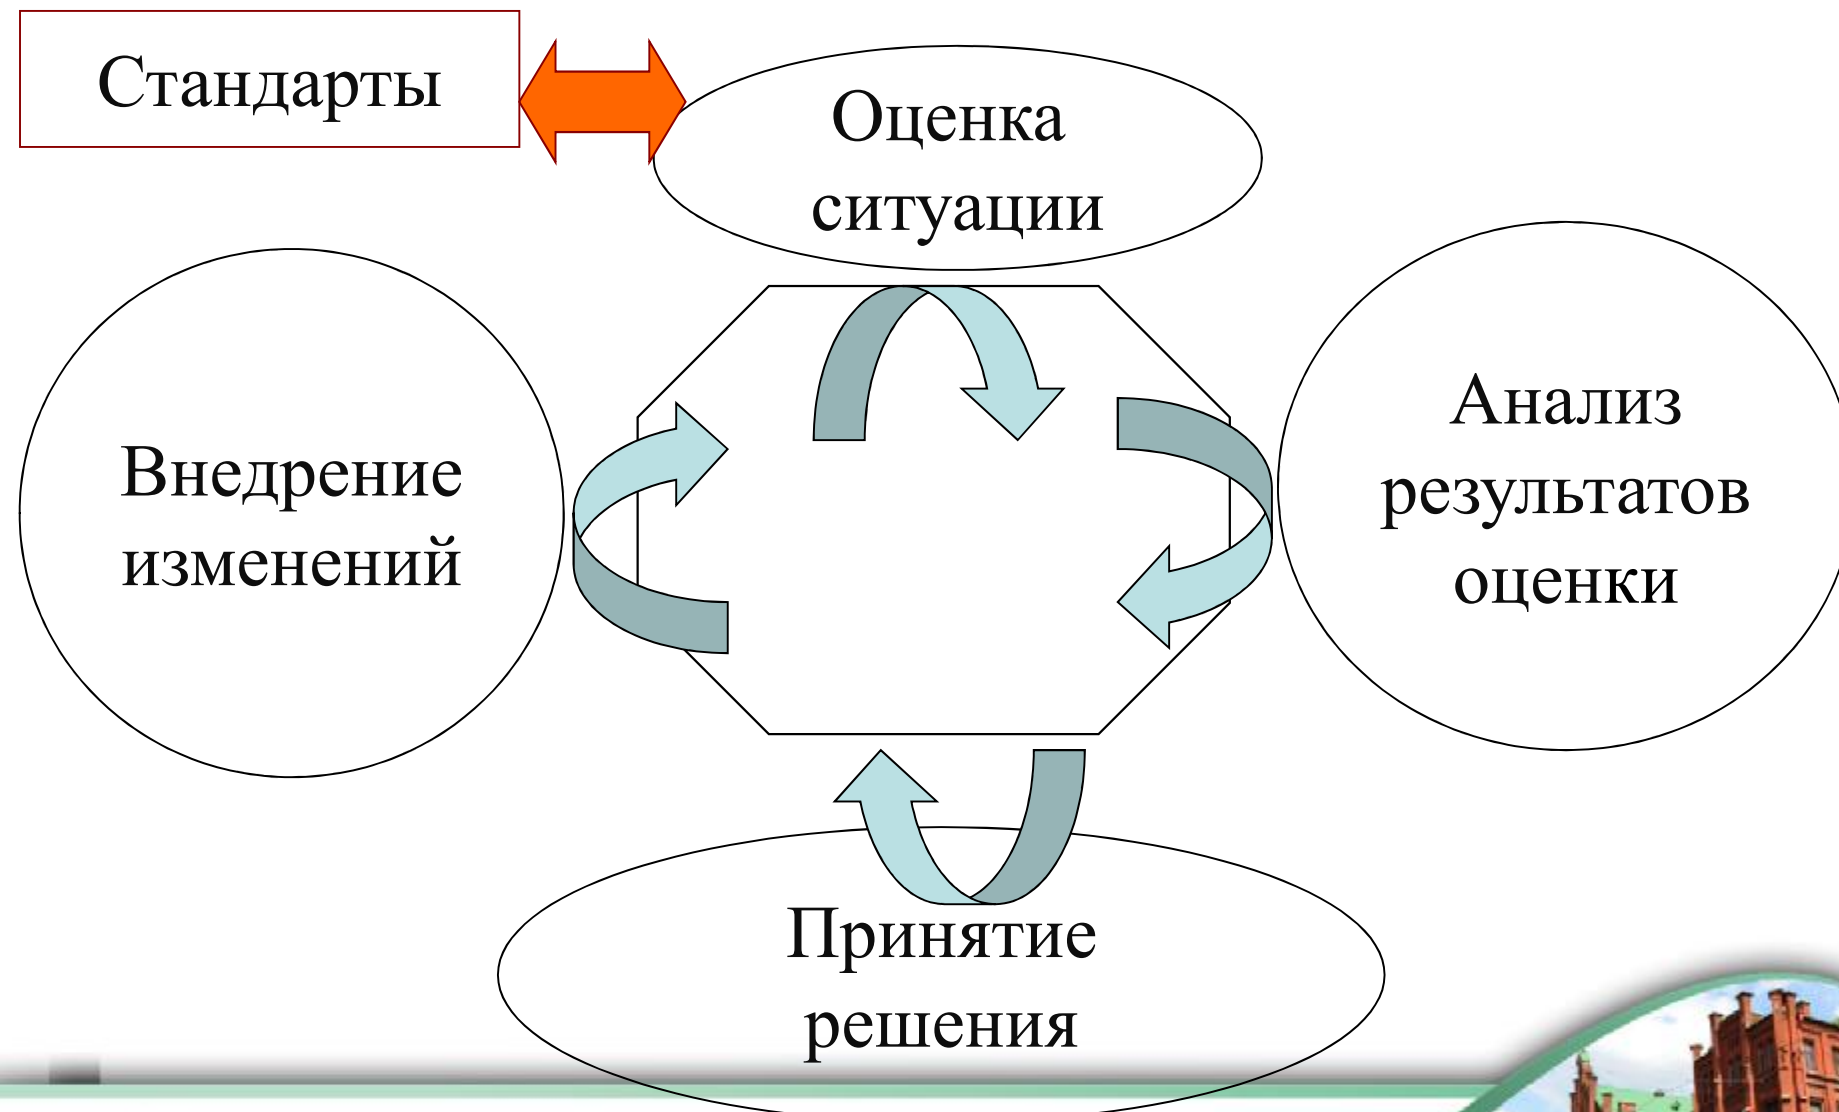 Стандарты
Оценка
ситуации
Анализ
результатов
оценки
Внедрение
изменений
Принятие
решения